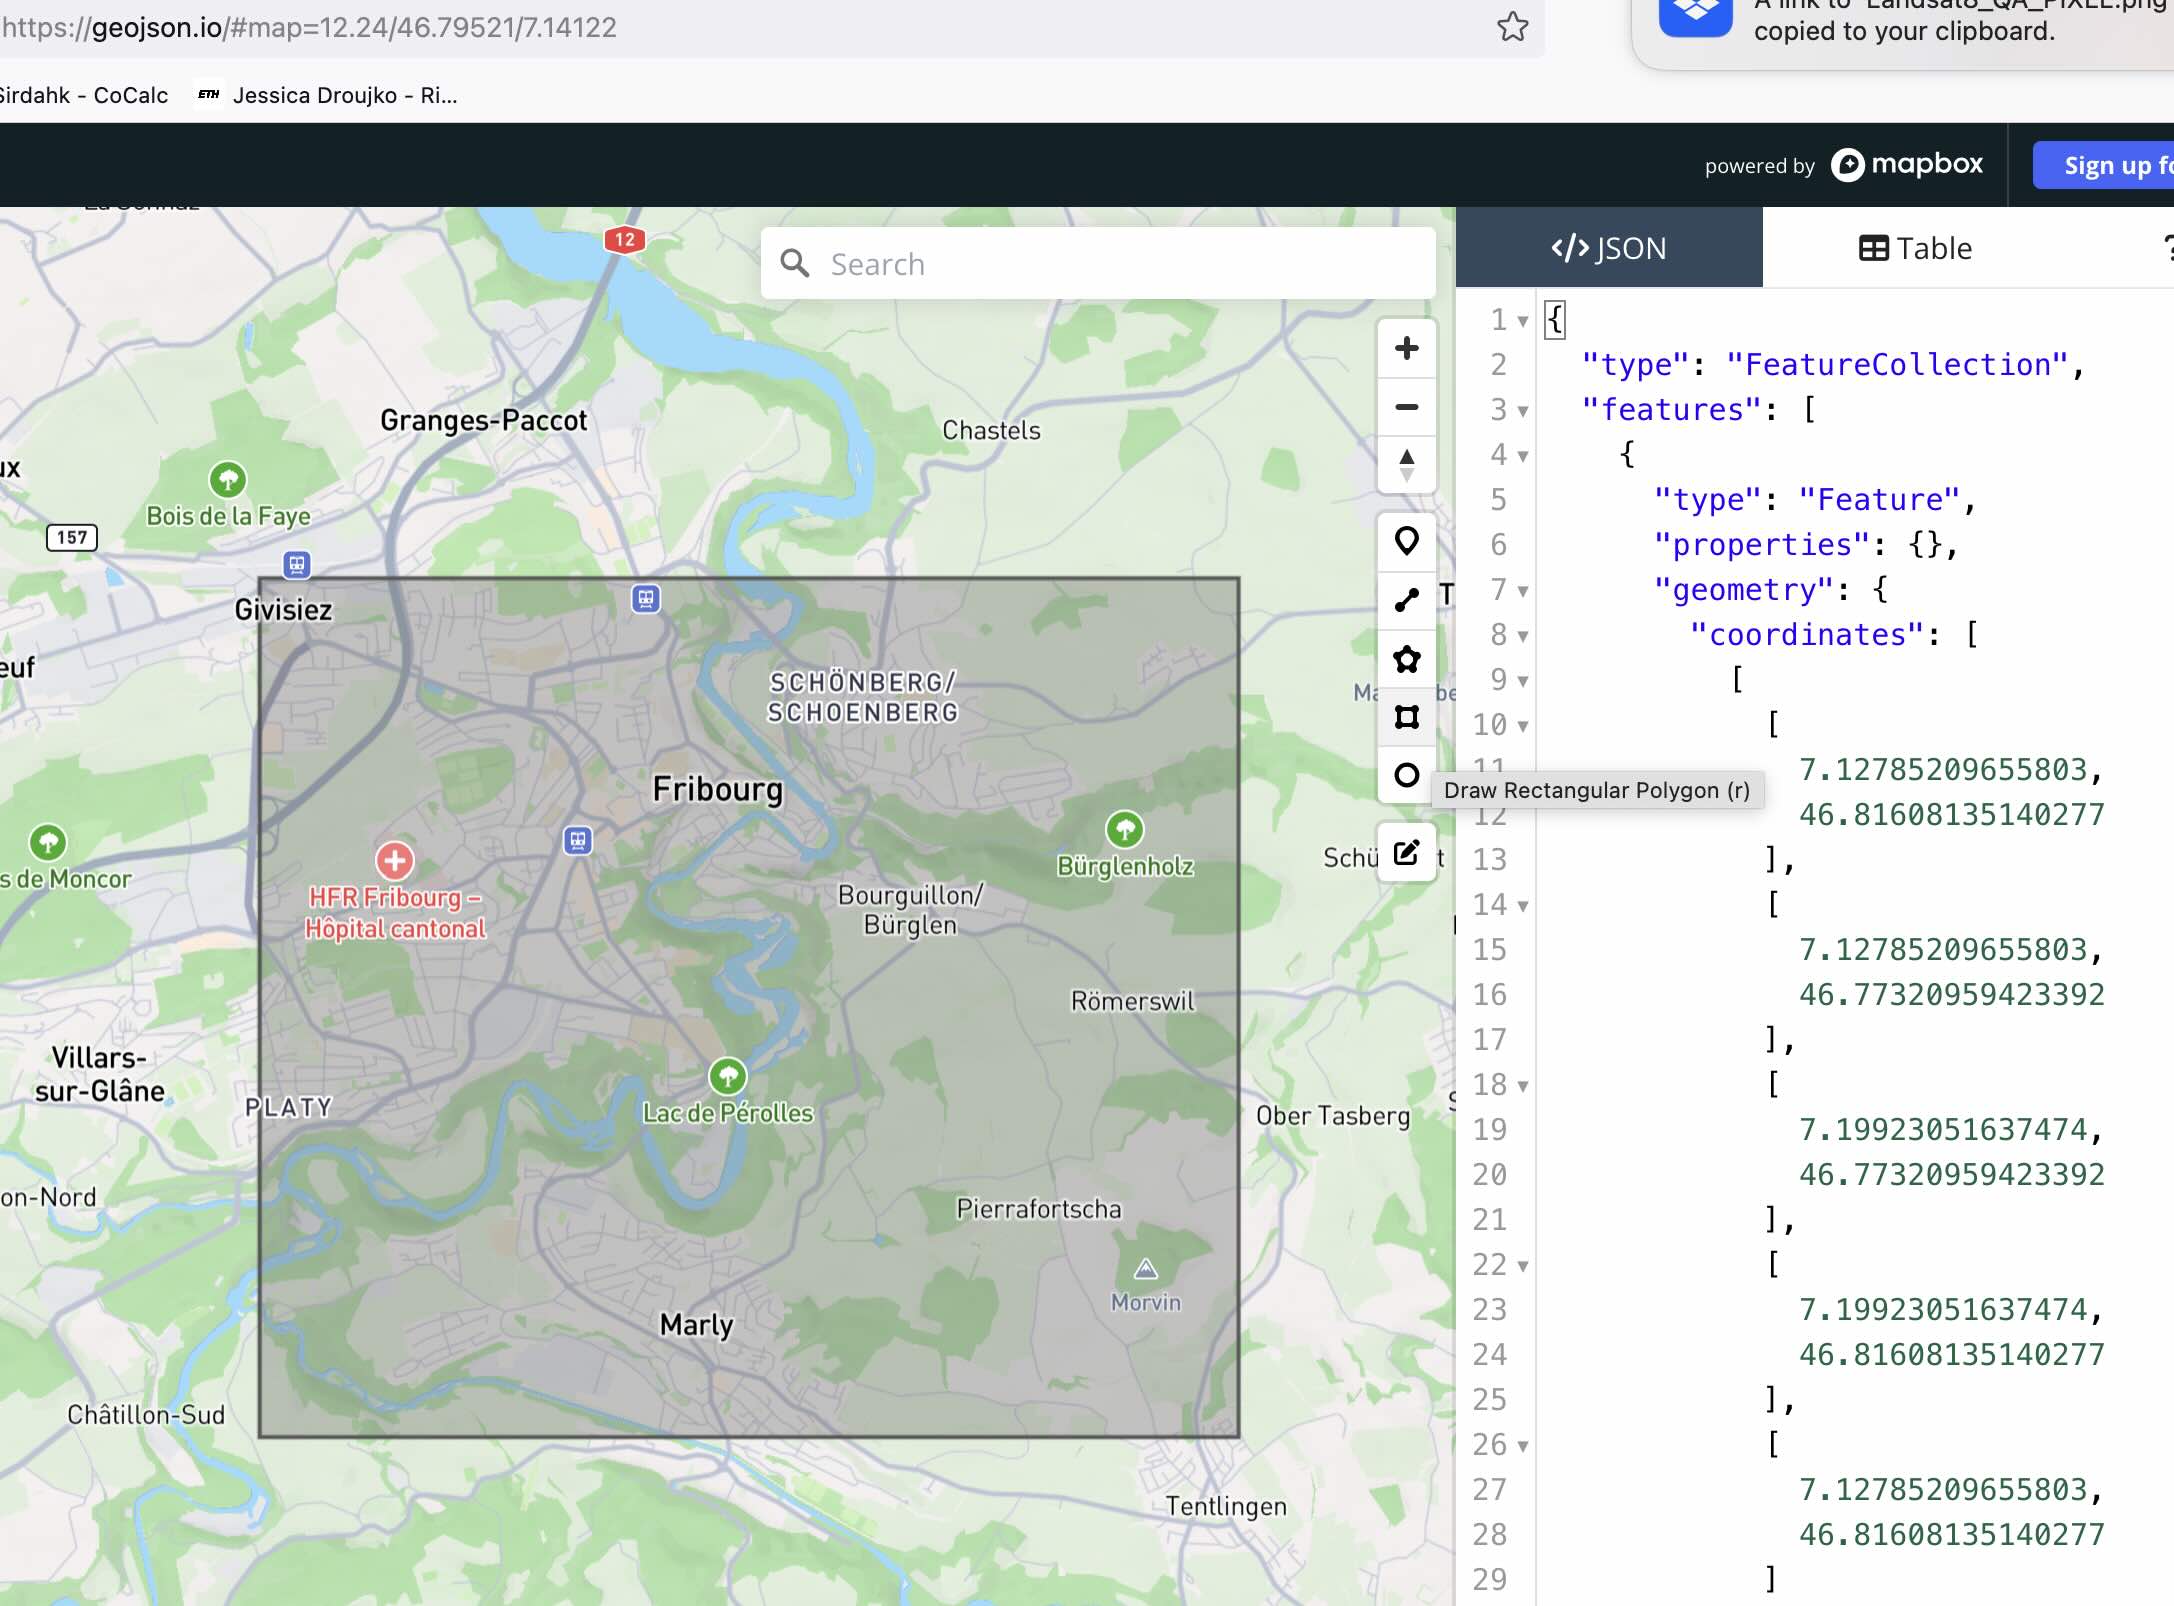 https://geojson.io/#map=12.24/46.79521/7.14122
A link to "Landsat8_QA_PIXEL.png
copied to your clipboard.
Sirdahk - CoCalc
ETH Jessica Droujko - Ri...
powered by mapbox
Sign up fo
12
Search
</> JSON
Table
?
Granges-Paccot
Chastels
ux
Bois de la Faye
157
Givisiez
T
euf
SCHÖNBERG/
SCHOENBERG
Fribourg
Draw Rectangular Polygon (r)
s de Moncor
HFR Fribourg –
Hôpital cantonal
Bürglenholz
Bourguillon/
Bürglen
Römerswil
Villars-
sur-Glâne
PLATY
Lac de Pérolles
Ober Tasberg
on-Nord
Pierrafortscha
Morvin
Marly
Châtillon-Sud
Tentlingen
1 {
2 "type": "FeatureCollection",
3 "features": [
4 {
5 "type": "Feature",
6 "properties": {},
7 "geometry": {
8 "coordinates": [
9 [
10 [
11 7.12785209655803,
12 46.81608135140277
13 ],
14 [
15 7.12785209655803,
16 46.77320959423392
17 ],
18 [
19 7.19923051637474,
20 46.77320959423392
21 ],
22 [
23 7.19923051637474,
24 46.81608135140277
25 ],
26 [
27 7.12785209655803,
28 46.81608135140277
29 ]